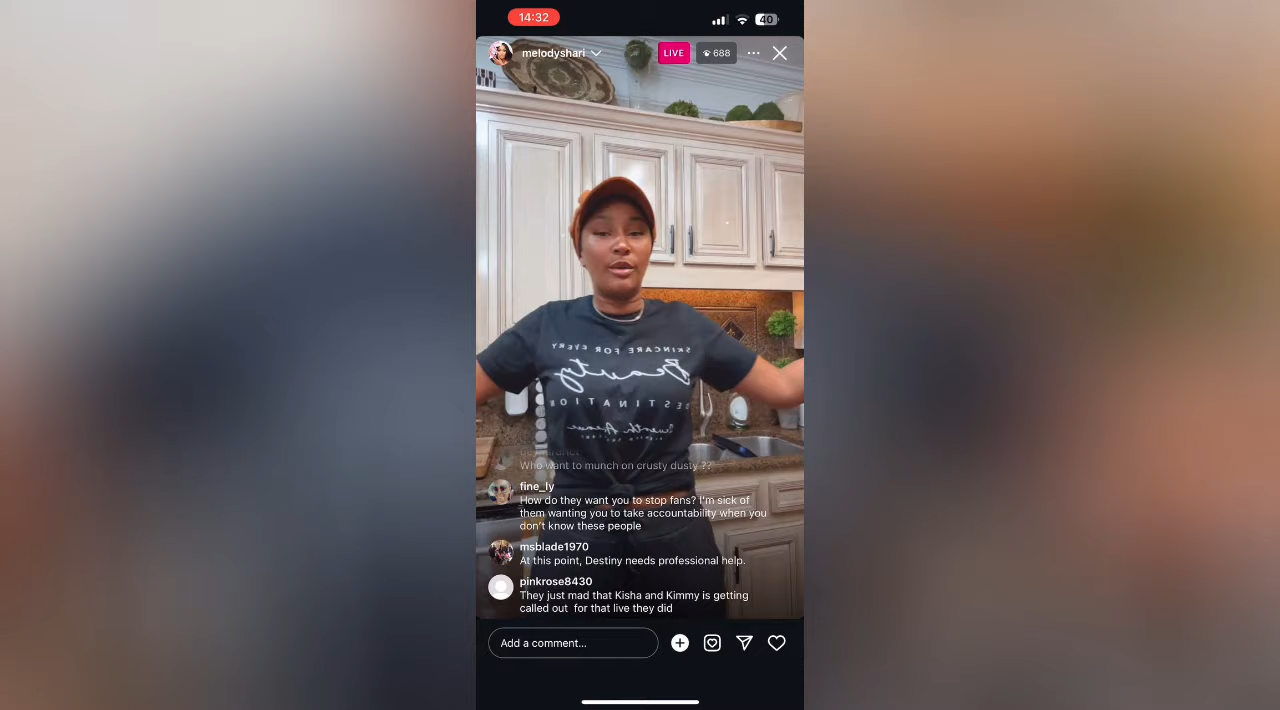 14:32
40
melodyshari
LIVE
688
SKINCARE FOR EVERY
Beauty
DESTINATION
Who want to munch on crusty dusty ??
fine_ly
How do they want you to stop fans? I'm sick of
them wanting you to take accountability when you
don't know these people
msblade1970
At this point, Destiny needs professional help.
pinkrose8430
They just mad that Kisha and Kimmy is getting
called out for that live they did
Add a comment...